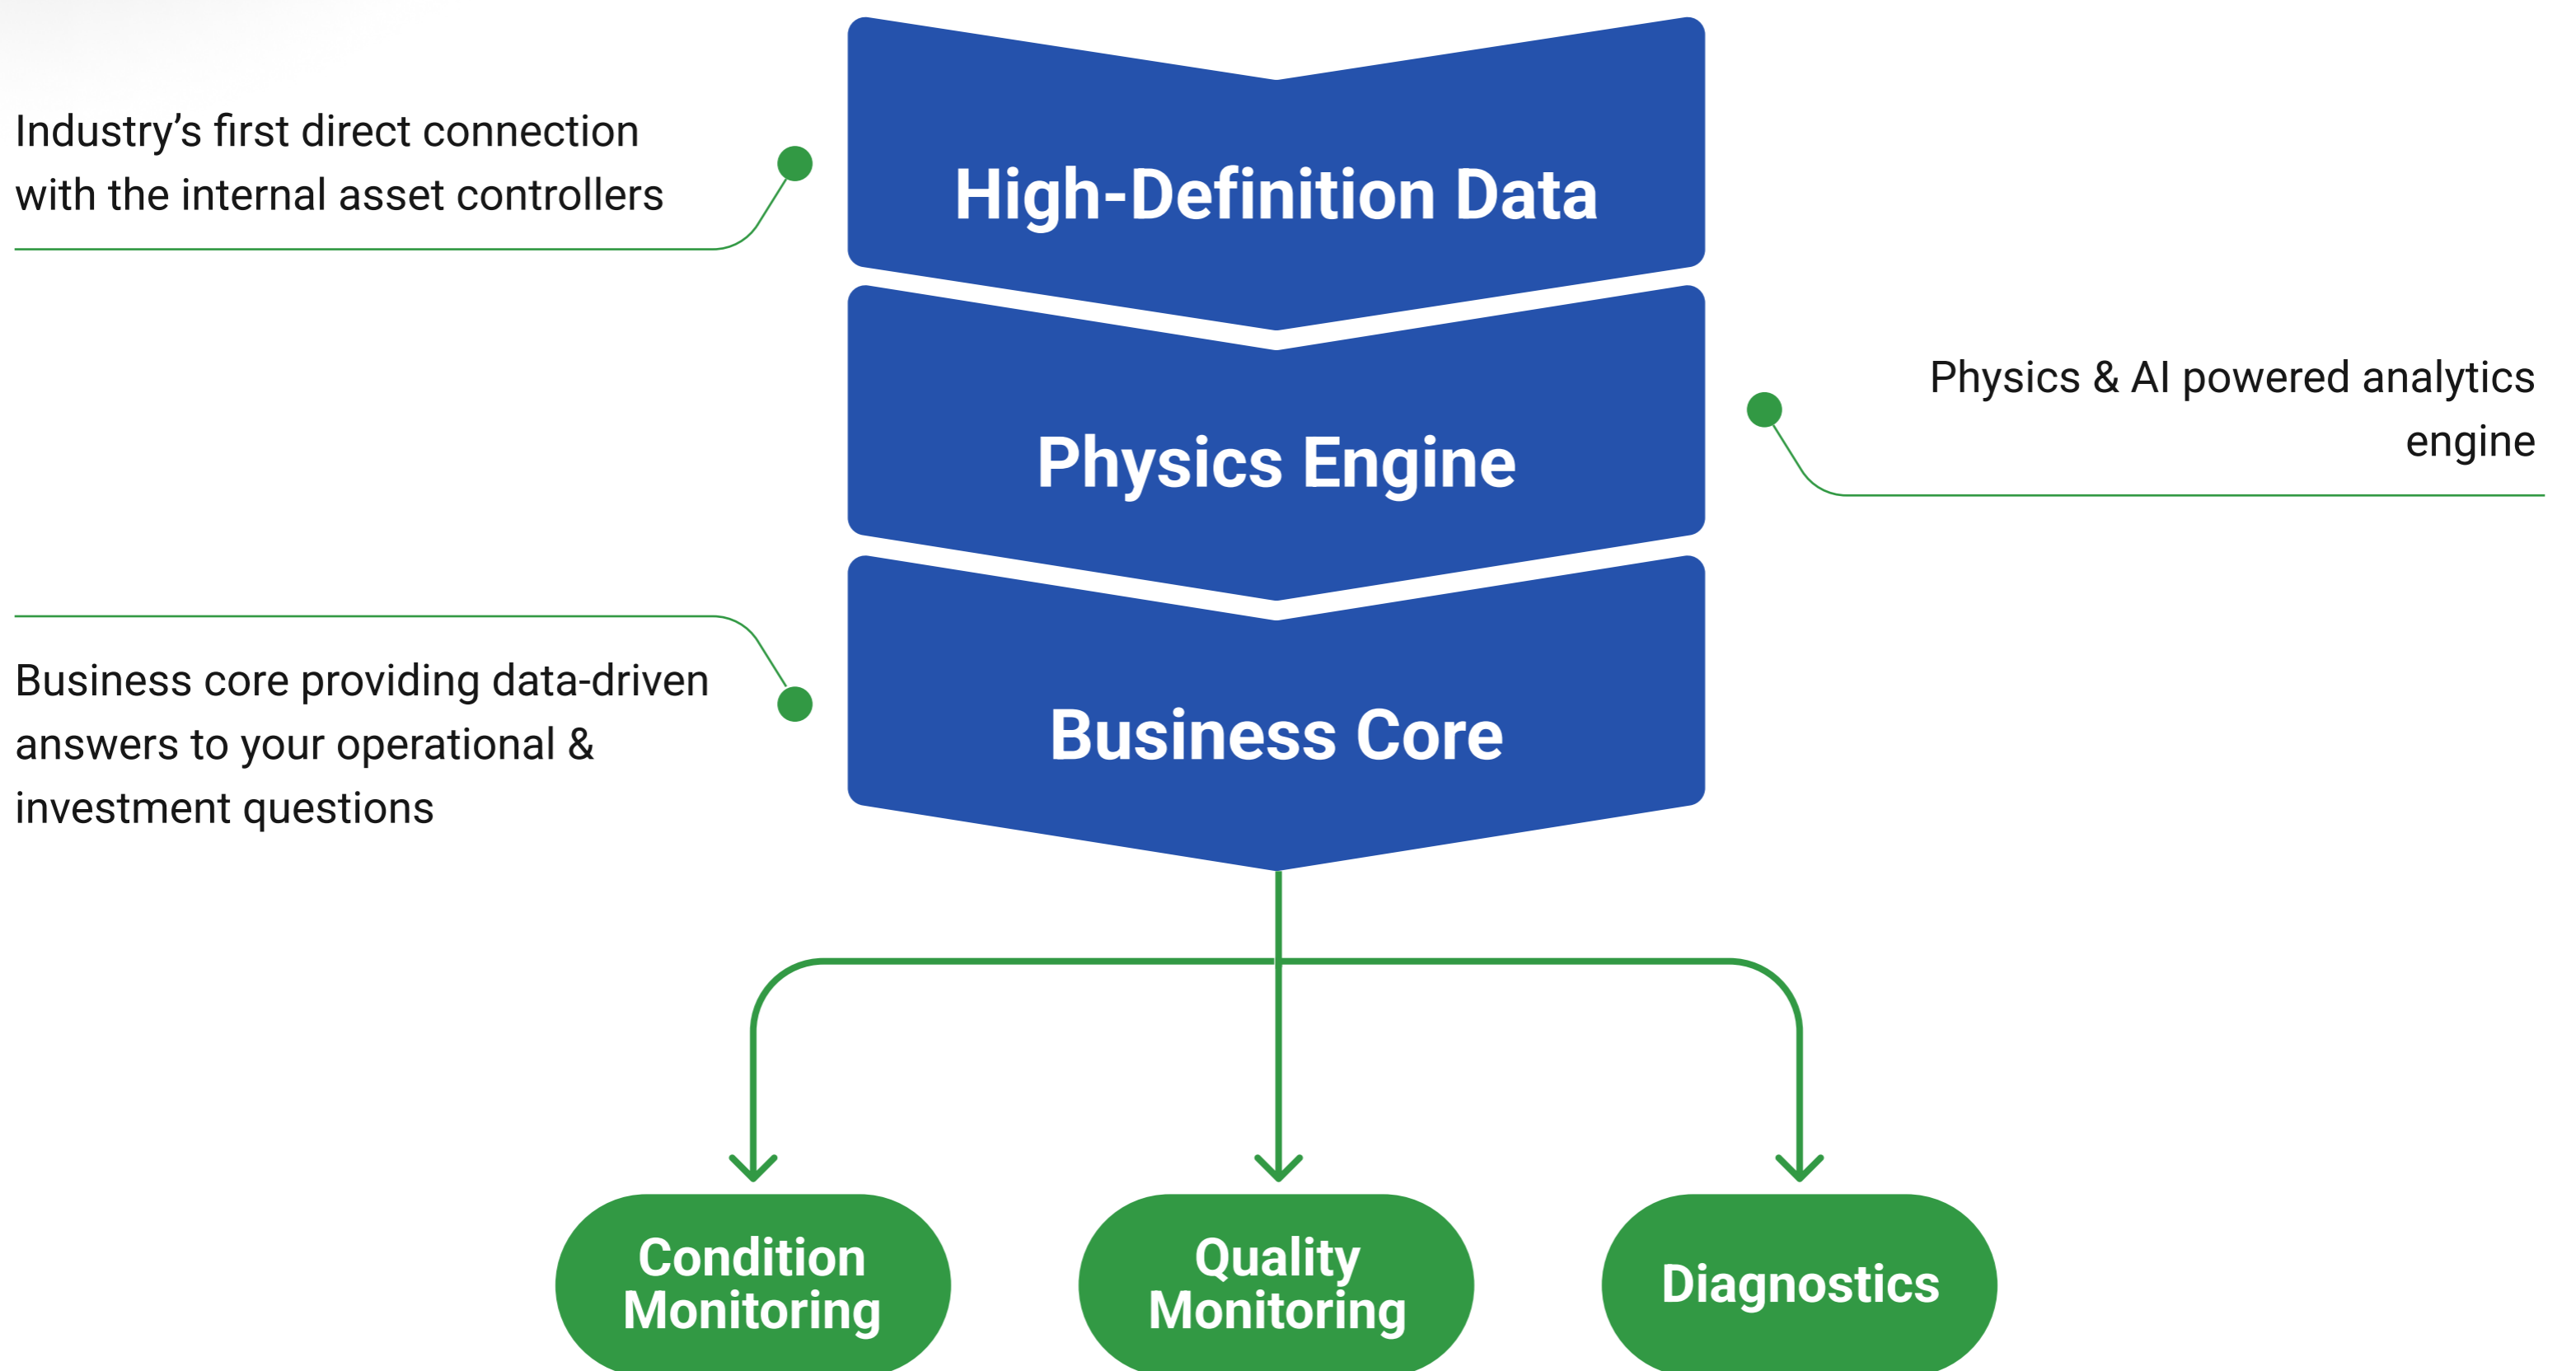 Industry’s first direct connection
with the internal asset controllers
High-Definition Data
Physics & AI powered analytics
engine
Physics Engine
Business core providing data-driven
answers to your operational &
investment questions
Business Core
Condition
Monitoring
Quality
Monitoring
Diagnostics